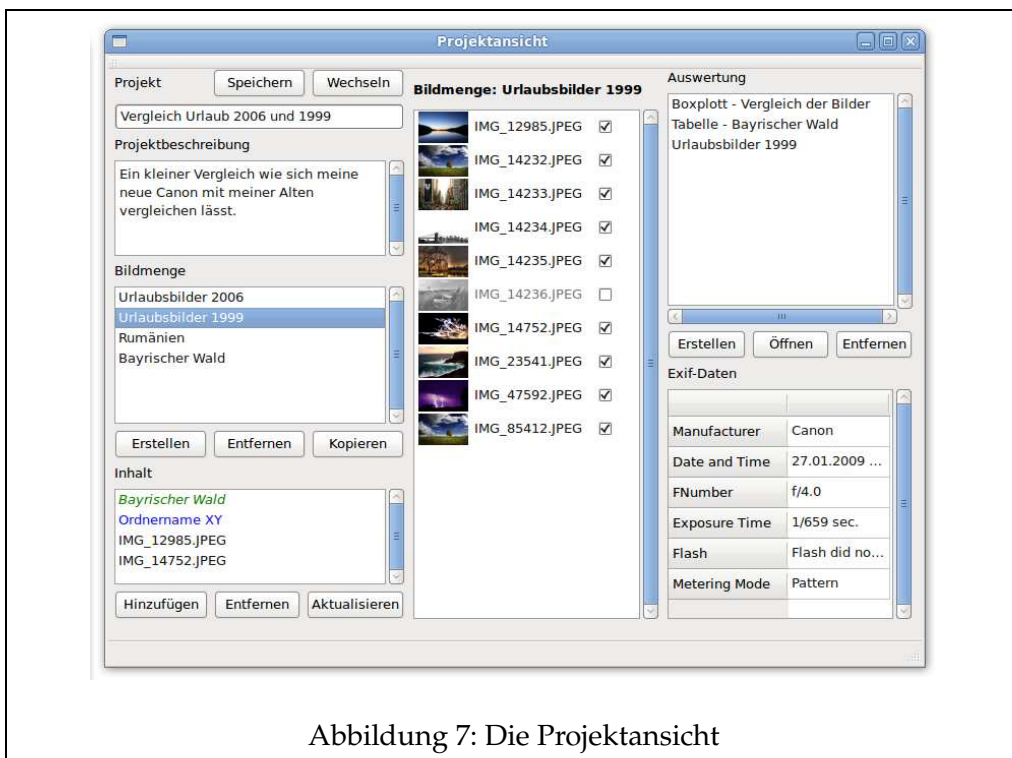 Projektansicht
Projekt
Speichern
Wechseln
Vergleich Urlaub 2006 und 1999
Projektbeschreibung
Ein kleiner Vergleich wie sich meine
neue Canon mit meiner Alten
vergleichen lässt.
Bildmenge
Urlaubsbilder 2006
Urlaubsbilder 1999
Rumänien
Bayrischer Wald
Erstellen
Entfernen
Kopieren
Inhalt
Bayrischer Wald
Ordnername XY
IMG_12985.JPEG
IMG_14752.JPEG
Hinzufügen
Entfernen
Aktualisieren
Bildmenge: Urlaubsbilder 1999
IMG_12985.JPEG
IMG_14232.JPEG
IMG_14233.JPEG
IMG_14234.JPEG
IMG_14235.JPEG
IMG_14236.JPEG
IMG_14752.JPEG
IMG_23541.JPEG
IMG_47592.JPEG
IMG_85412.JPEG
Auswertung
Boxplott - Vergleich der Bilder
Tabelle - Bayrischer Wald
Urlaubsbilder 1999
Erstellen
Öffnen
Entfernen
Exif-Daten
Manufacturer Canon
Date and Time 27.01.2009 ...
FNumber f/4.0
Exposure Time 1/659 sec.
Flash Flash did no...
Metering Mode Pattern
Abbildung 7: Die Projektansicht